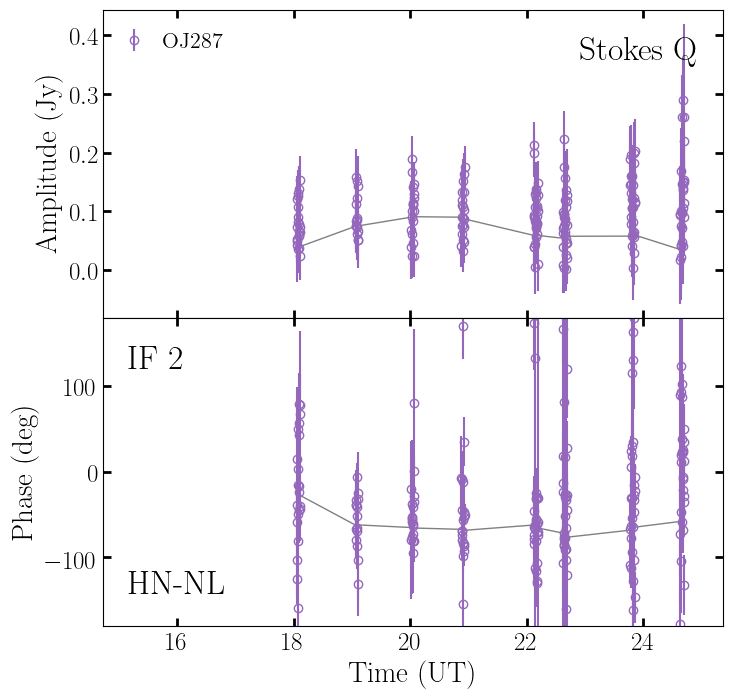 OJ287
Stokes Q
0.4
0.3
0.2
0.1
0.0
Amplitude (Jy)
IF 2
HN-NL
100
0
−100
Phase (deg)
16 18 20 22 24
Time (UT)